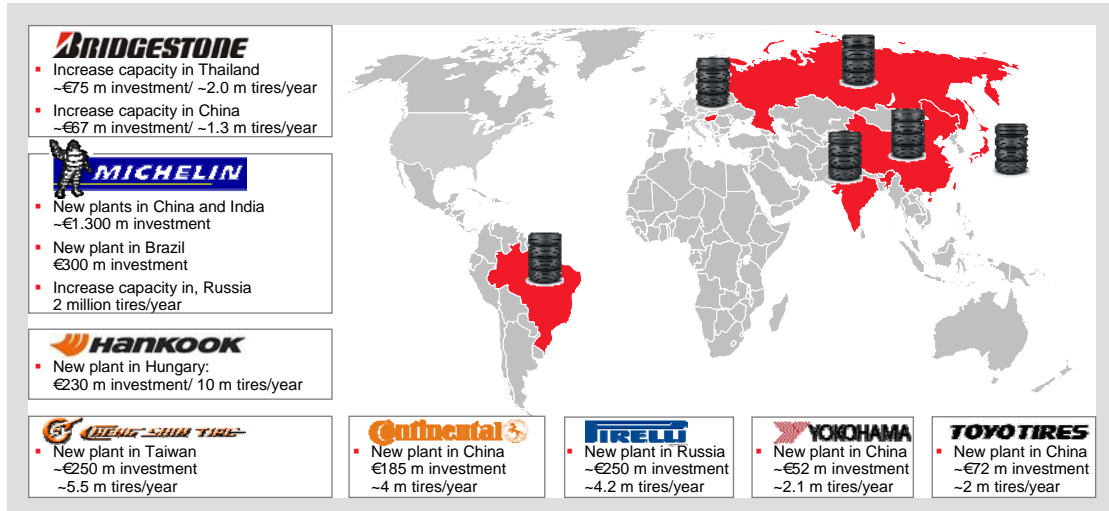 BRIDGESTONE
▪ Increase capacity in Thailand
~€75 m investment/ ~2.0 m tires/year
▪ Increase capacity in China
~€67 m investment/ ~1.3 m tires/year
MICHELIN
▪ New plants in China and India
~€1.300 m investment
▪ New plant in Brazil
€300 m investment
▪ Increase capacity in, Russia
2 million tires/year
HANKOOK
▪ New plant in Hungary:
€230 m investment/ 10 m tires/year
CHENG SHIN TIRE
▪ New plant in Taiwan
~€250 m investment
~5.5 m tires/year
Continental
▪ New plant in China
€185 m investment
~4 m tires/year
PIRELLI
▪ New plant in Russia
~€250 m investment
~4.2 m tires/year
YOKOHAMA
▪ New plant in China
~€52 m investment
~2.1 m tires/year
TOYO TIRES
▪ New plant in China
~€72 m investment
~2 m tires/year